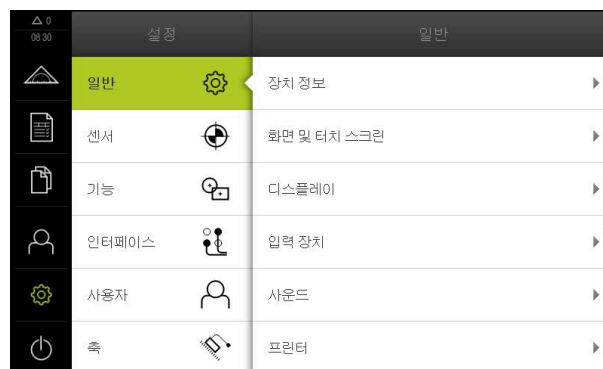 0
08 30
설정
일반
일반
센서
기능
인터페이스
사용자
축
장치 정보
화면 및 터치 스크린
디스플레이
입력 장치
사운드
프린터